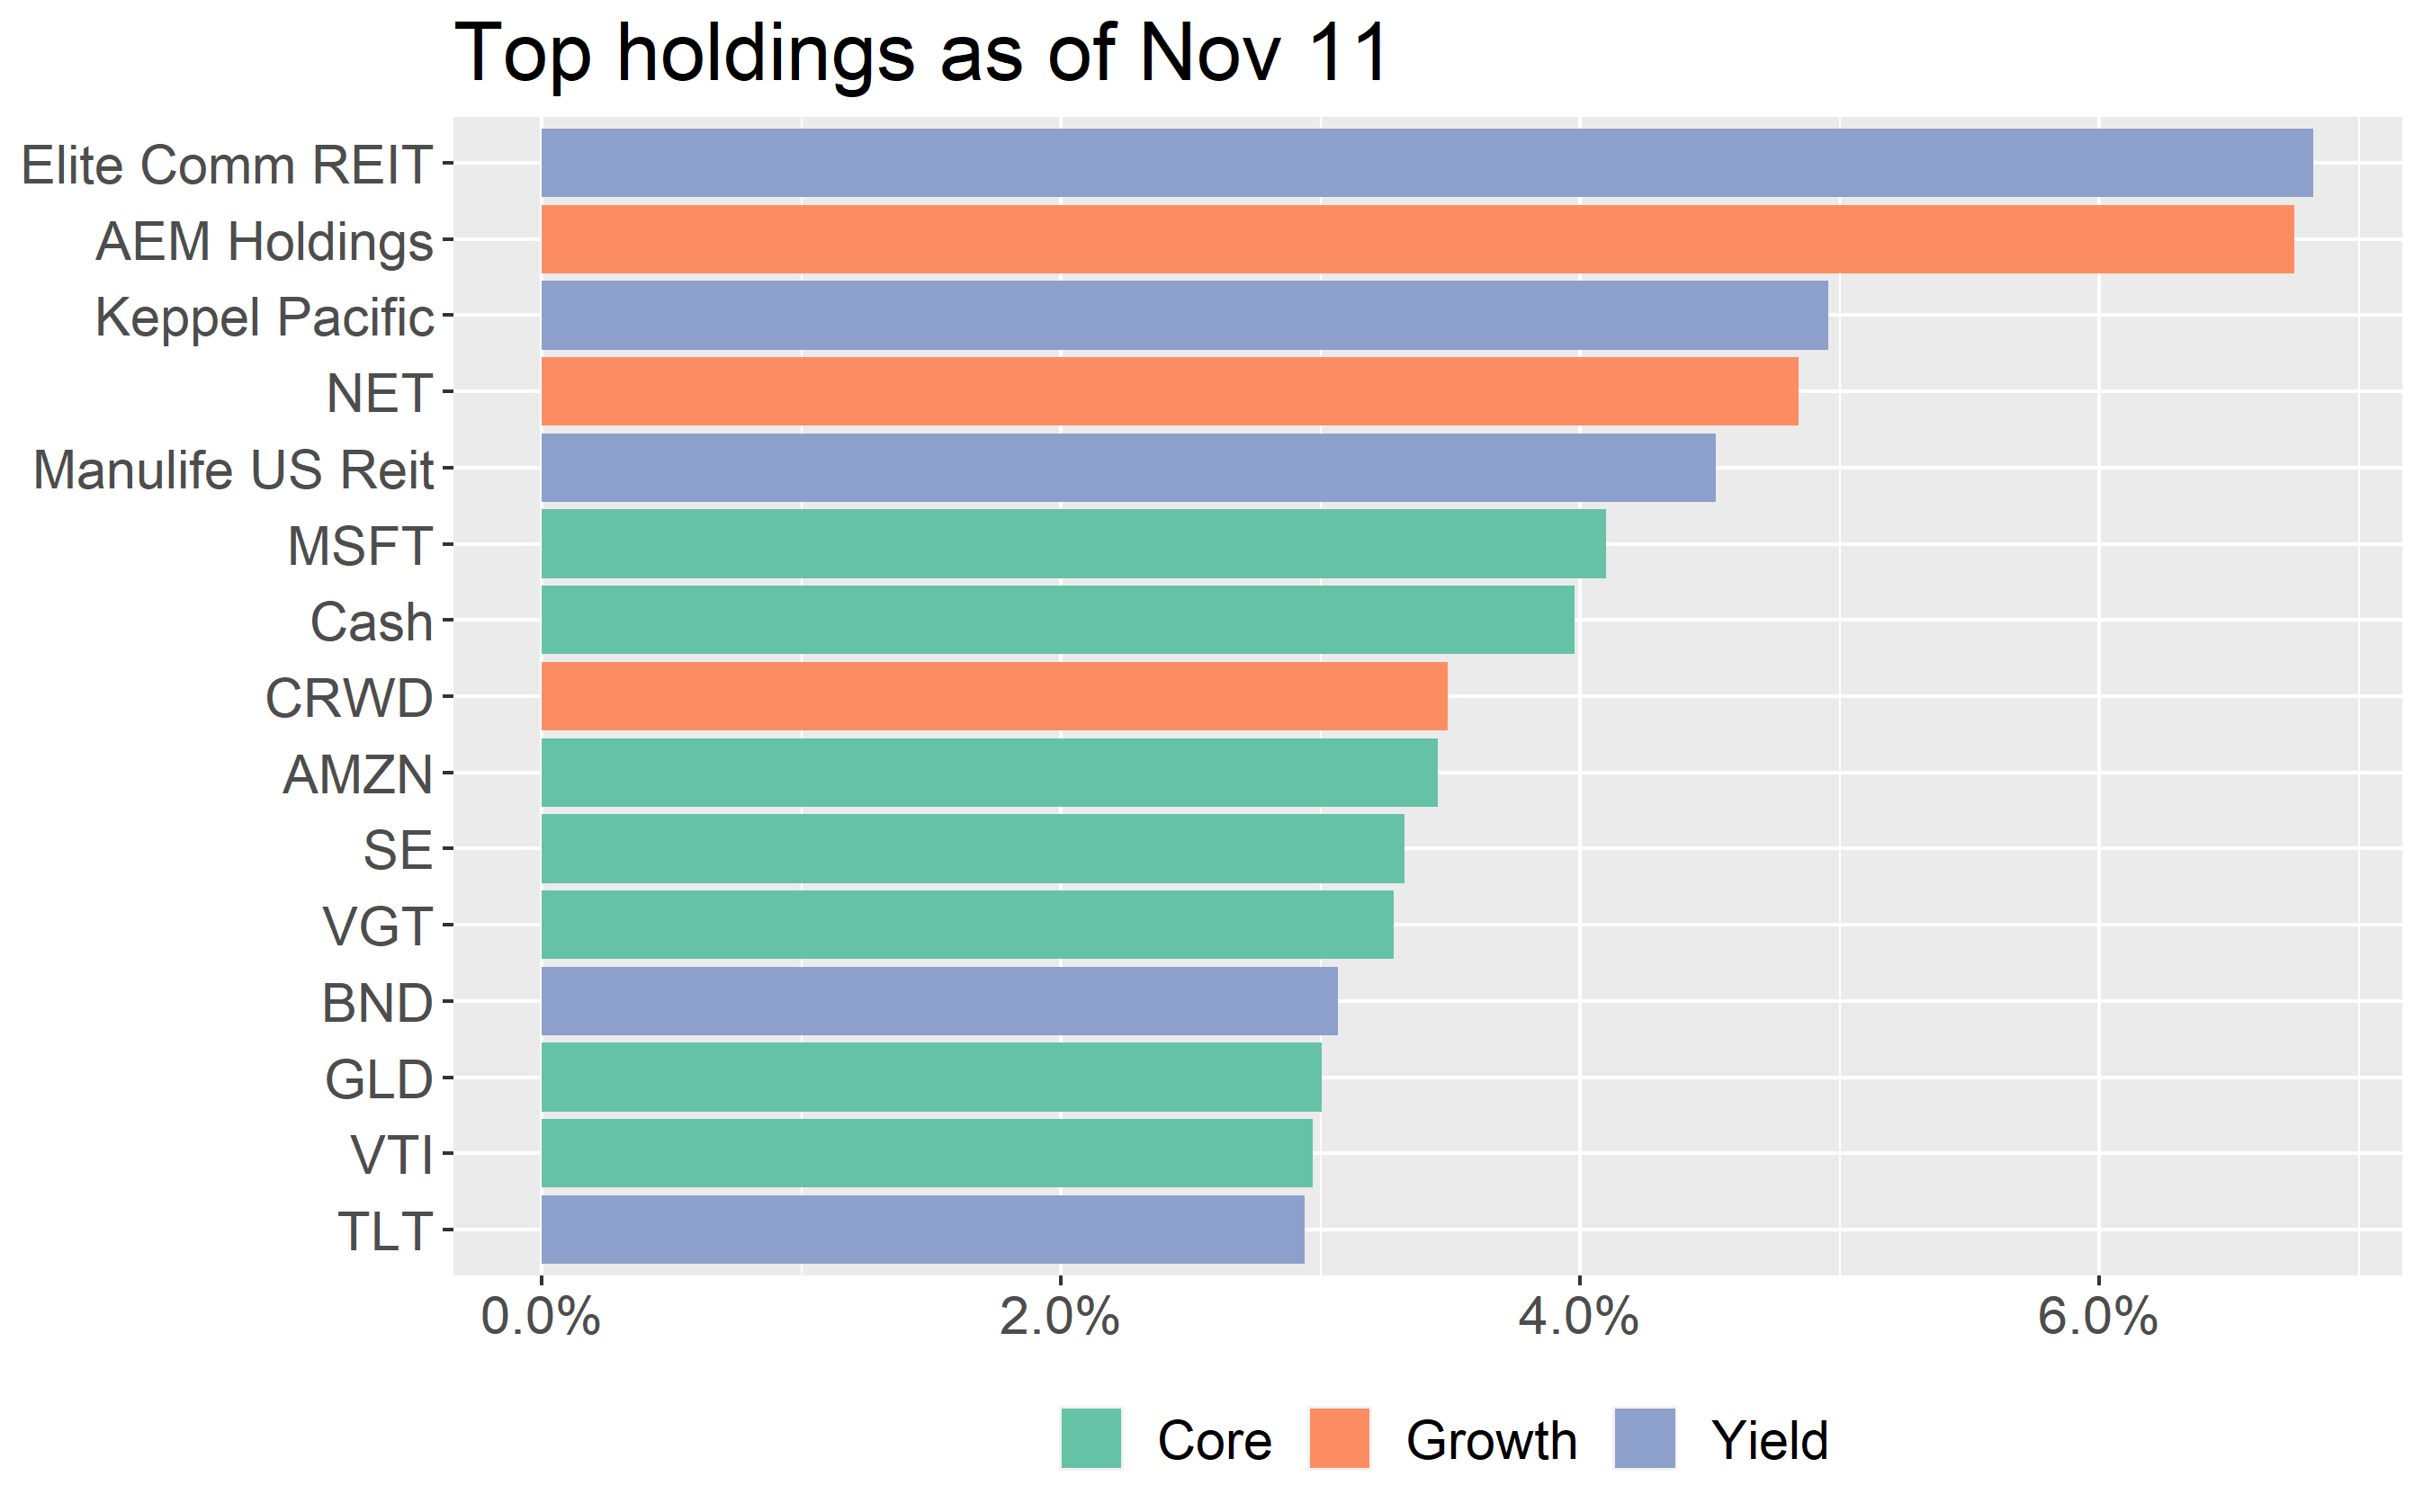 Top holdings as of Nov 11
Elite Comm REIT
AEM Holdings
Keppel Pacific
NET
Manulife US Reit
MSFT
Cash
CRWD
AMZN
SE
VGT
BND
GLD
VTI
TLT
0.0% 2.0% 4.0% 6.0%
Core Growth Yield